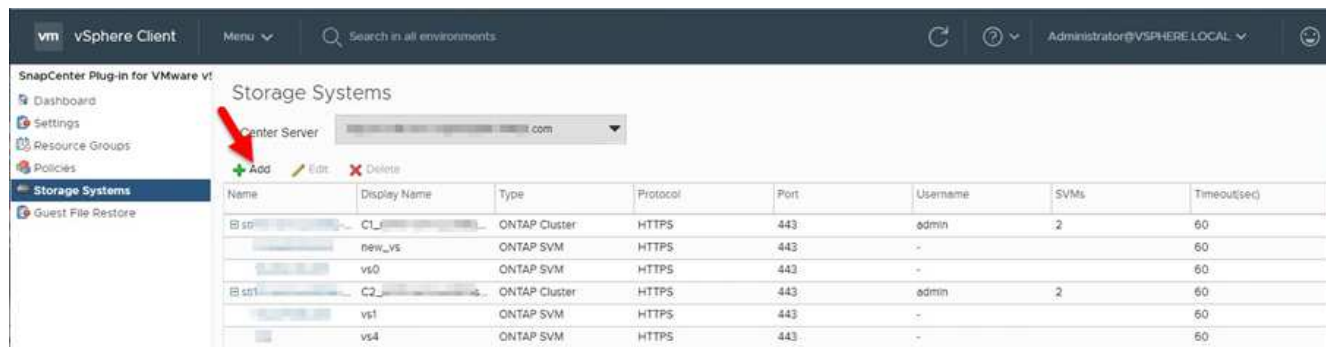 vm vSphere Client Menu Search in all environments Administrator@VSPHERE.LOCAL
SnapCenter Plug-in for VMware vS
Dashboard
Settings
Resource Groups
Policies
Storage Systems
Guest File Restore
Storage Systems
Center Server com
Add Edit Delete
Name Display Name Type Protocol Port Username SVMs Timeout(sec)
C1_ ONTAP Cluster HTTPS 443 admin 2 60
new_vs ONTAP SVM HTTPS 443 - 60
vs0 ONTAP SVM HTTPS 443 - 60
C2_ ONTAP Cluster HTTPS 443 admin 2 60
vs1 ONTAP SVM HTTPS 443 - 60
vs4 ONTAP SVM HTTPS 443 - 60